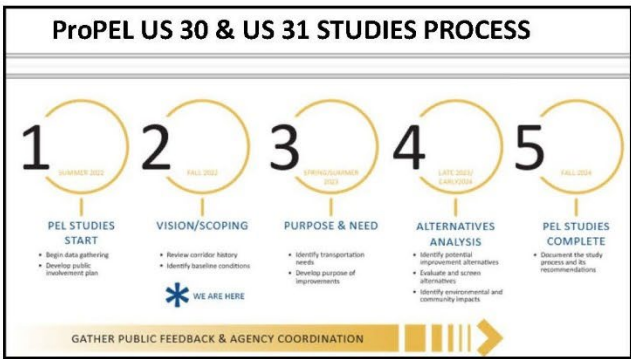 ProPEL US 30 & US 31 STUDIES PROCESS
1
SUMMER 2022
PEL STUDIES
START
• Begin data gathering
• Develop public
involvement plan
2
FALL 2022
VISION/SCOPING
• Review corridor history
• Identify baseline conditions
WE ARE HERE
3
SPRING/SUMMER
2023
PURPOSE & NEED
• Identify transportation
needs
• Develop purpose of
improvements
4
LATE 2023/
EARLY2024
ALTERNATIVES
ANALYSIS
• Identify potential
improvement alternatives
• Evaluate and screen
alternatives
• Identify environmental and
community impacts
5
FALL 2024
PEL STUDIES
COMPLETE
• Document the study
process and its
recommendations
GATHER PUBLIC FEEDBACK & AGENCY COORDINATION